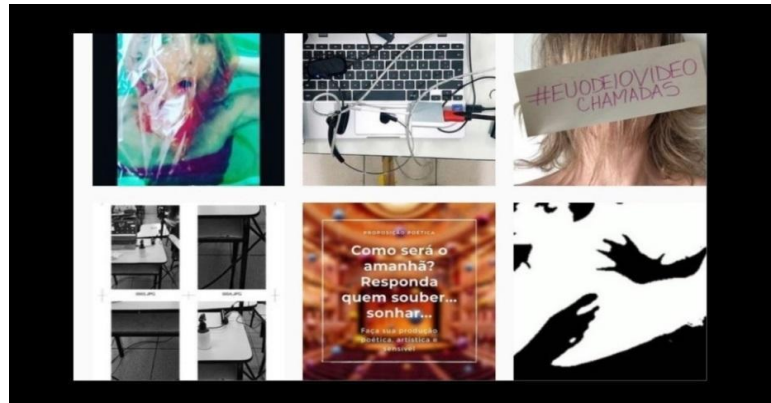 #EUODEIOVIDEO
CHAMADAS
PROPOSIÇÃO POÉTICA
Como será o
amanhã?
Responda
quem souber...
sonhar...
Faça sua produção
poética, artística e
sensível